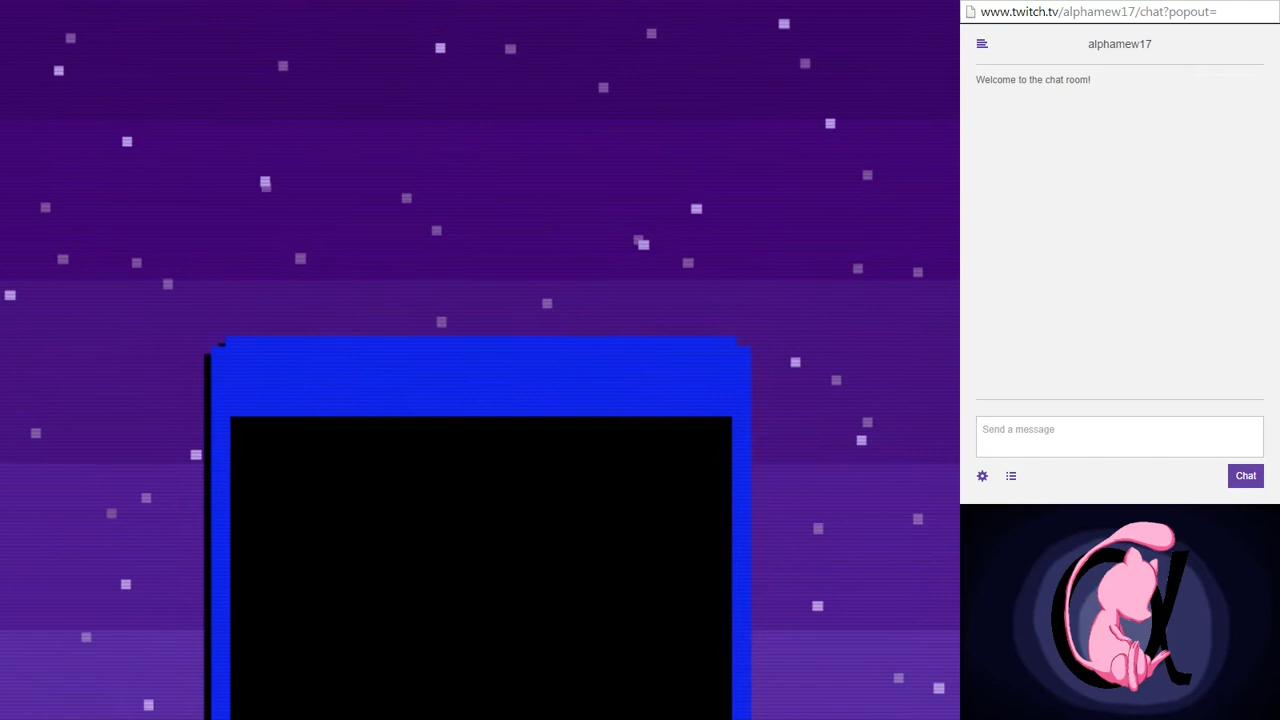 www.twitch.tv/alphamew17/chat?popout=
alphamew17
Welcome to the chat room!
Send a message
Chat
α